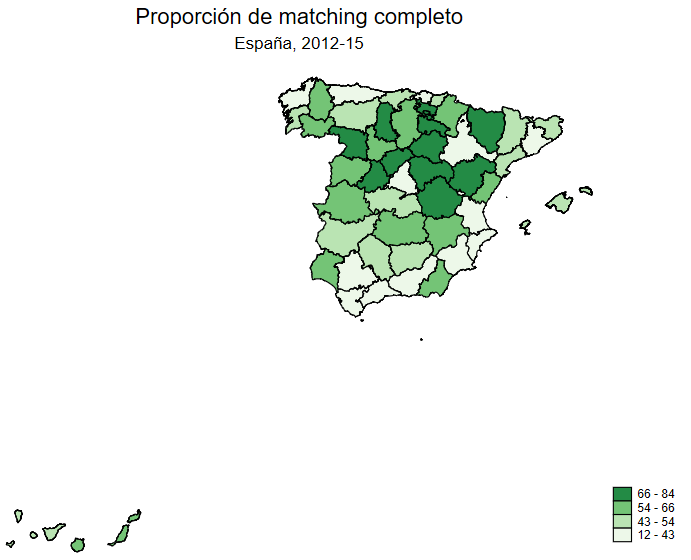 Proporción de matching completo
España, 2012-15
66 - 84
54 - 66
43 - 54
12 - 43